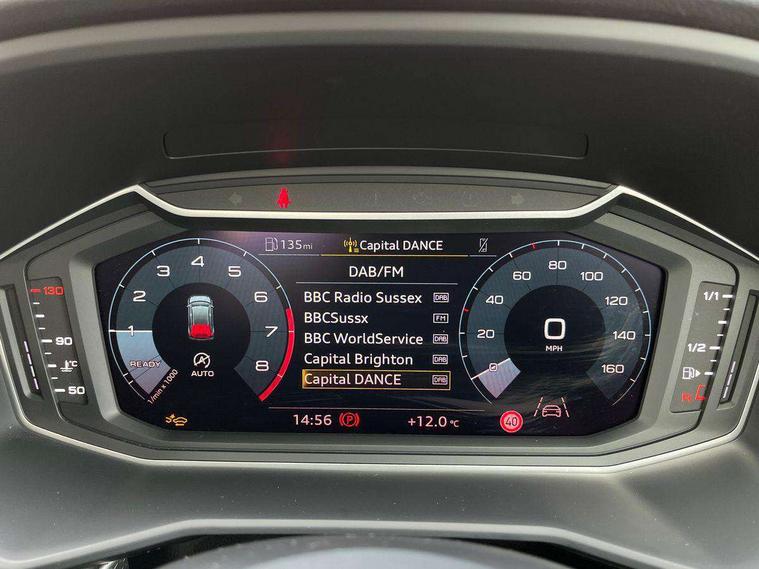 135 mi
Capital DANCE
DAB/FM
BBC Radio Sussex DAB
BBCSussx FM
BBC WorldService DAB
Capital Brighton DAB
Capital DANCE DAB
14:56 (P) +12.0 °C
40
1 2 3 4 5 6 7 8
READY
1/min x 1000
AUTO
0
MPH
20 40 60 80 100 120 140 160
130
90
°C
50
1/1
1/2
R